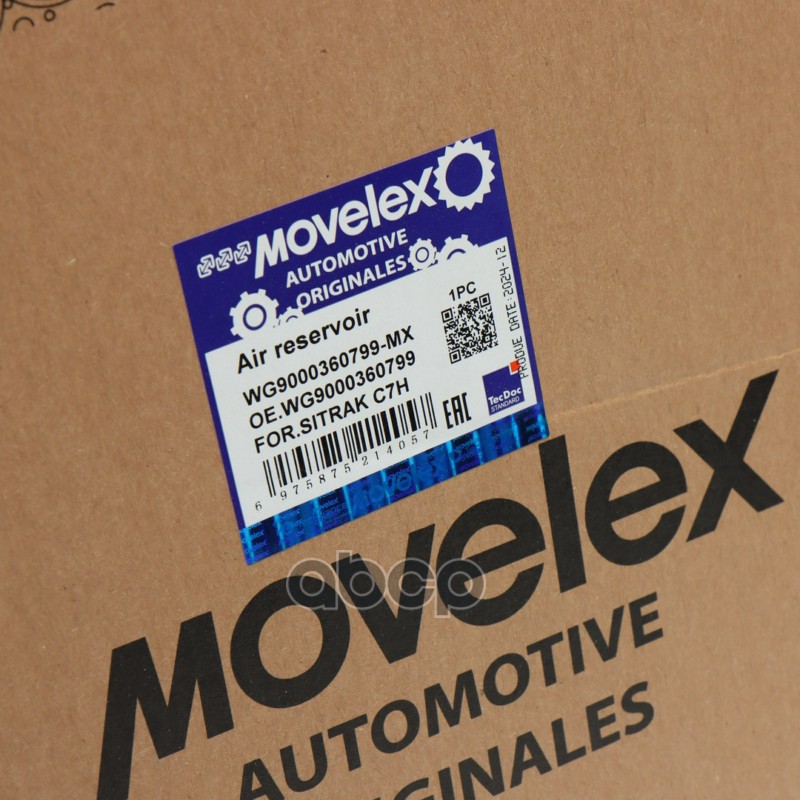 Movelex
AUTOMOTIVE
ORIGINALES
Air reservoir
1PC
WG9000360799-MX
OE.WG9000360799
FOR.SITRAK C7H
PRODUE DATE:2024-12
EAC
TecDoc
STANDARD
6 975875 214057
abcp
Movelex
AUTOMOTIVE
ORIGINALES